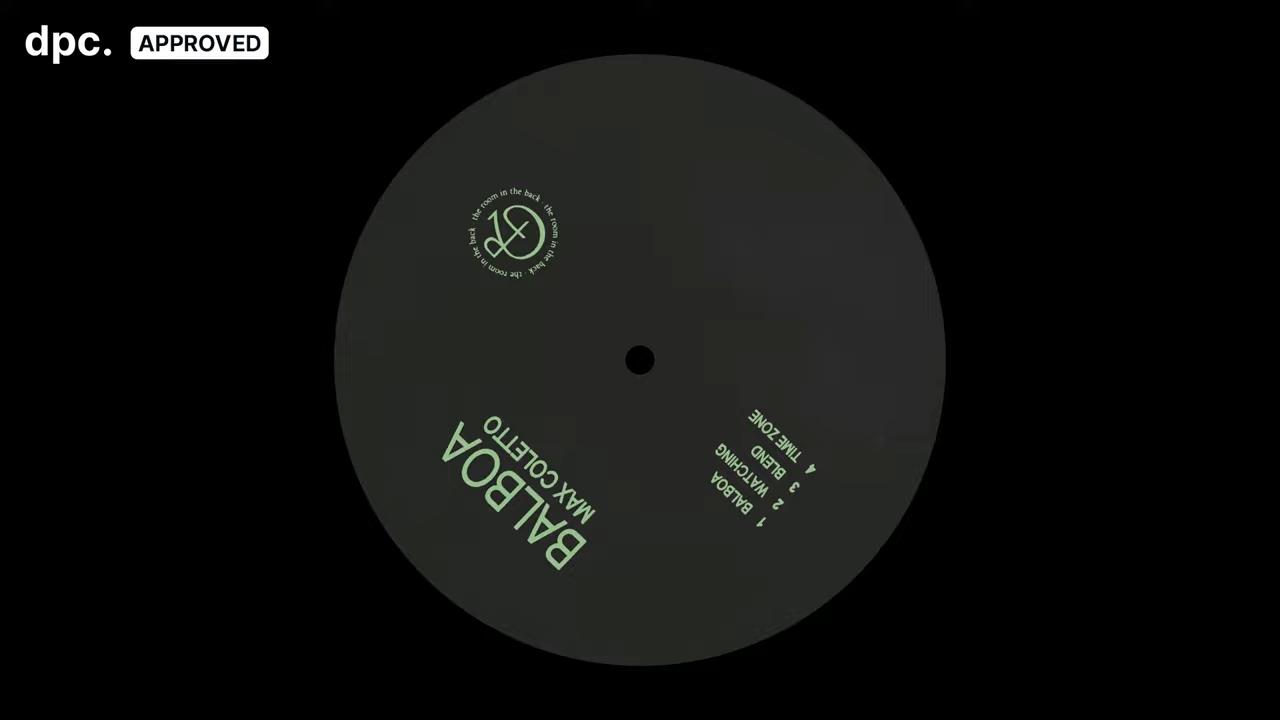 dpc. APPROVED
the room in the back · the room in the back · the room in the back ·
BALBOA
MAX COLETTO
1 BALBOA
2 WATCHING
3 BLEND
4 TIME ZONE